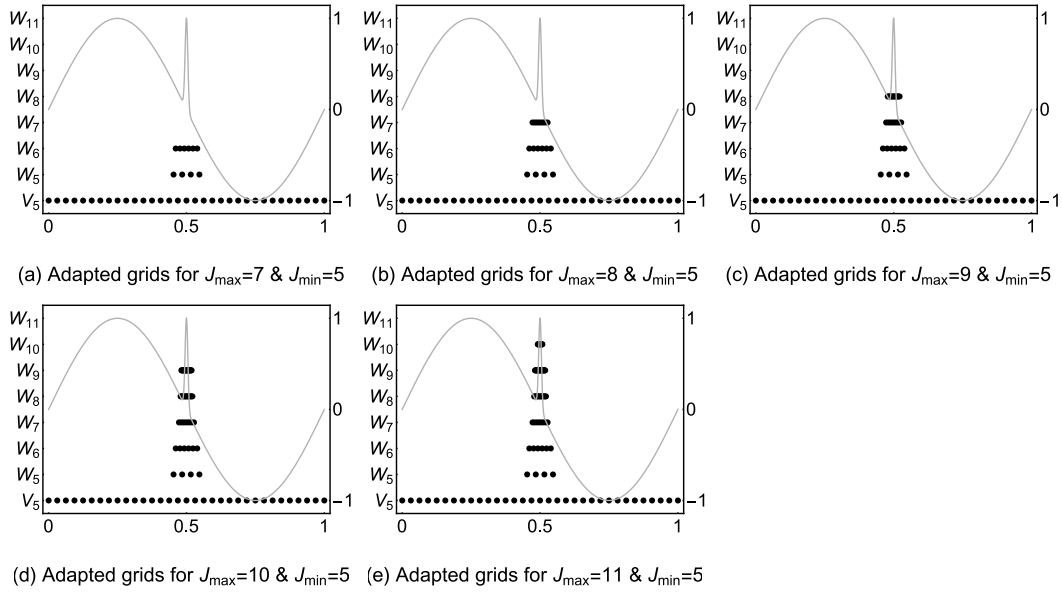 W₁₁ 1
W₁₀
W₉
W₈ 0
W₇
W₆
W₅
V₅ −1
0 0.5 1
(a) Adapted grids for Jmax=7 & Jmin=5
W₁₁ 1
W₁₀
W₉
W₈ 0
W₇
W₆
W₅
V₅ −1
0 0.5 1
(b) Adapted grids for Jmax=8 & Jmin=5
W₁₁ 1
W₁₀
W₉
W₈ 0
W₇
W₆
W₅
V₅ −1
0 0.5 1
(c) Adapted grids for Jmax=9 & Jmin=5
W₁₁ 1
W₁₀
W₉
W₈ 0
W₇
W₆
W₅
V₅ −1
0 0.5 1
(d) Adapted grids for Jmax=10 & Jmin=5
W₁₁ 1
W₁₀
W₉
W₈ 0
W₇
W₆
W₅
V₅ −1
0 0.5 1
(e) Adapted grids for Jmax=11 & Jmin=5